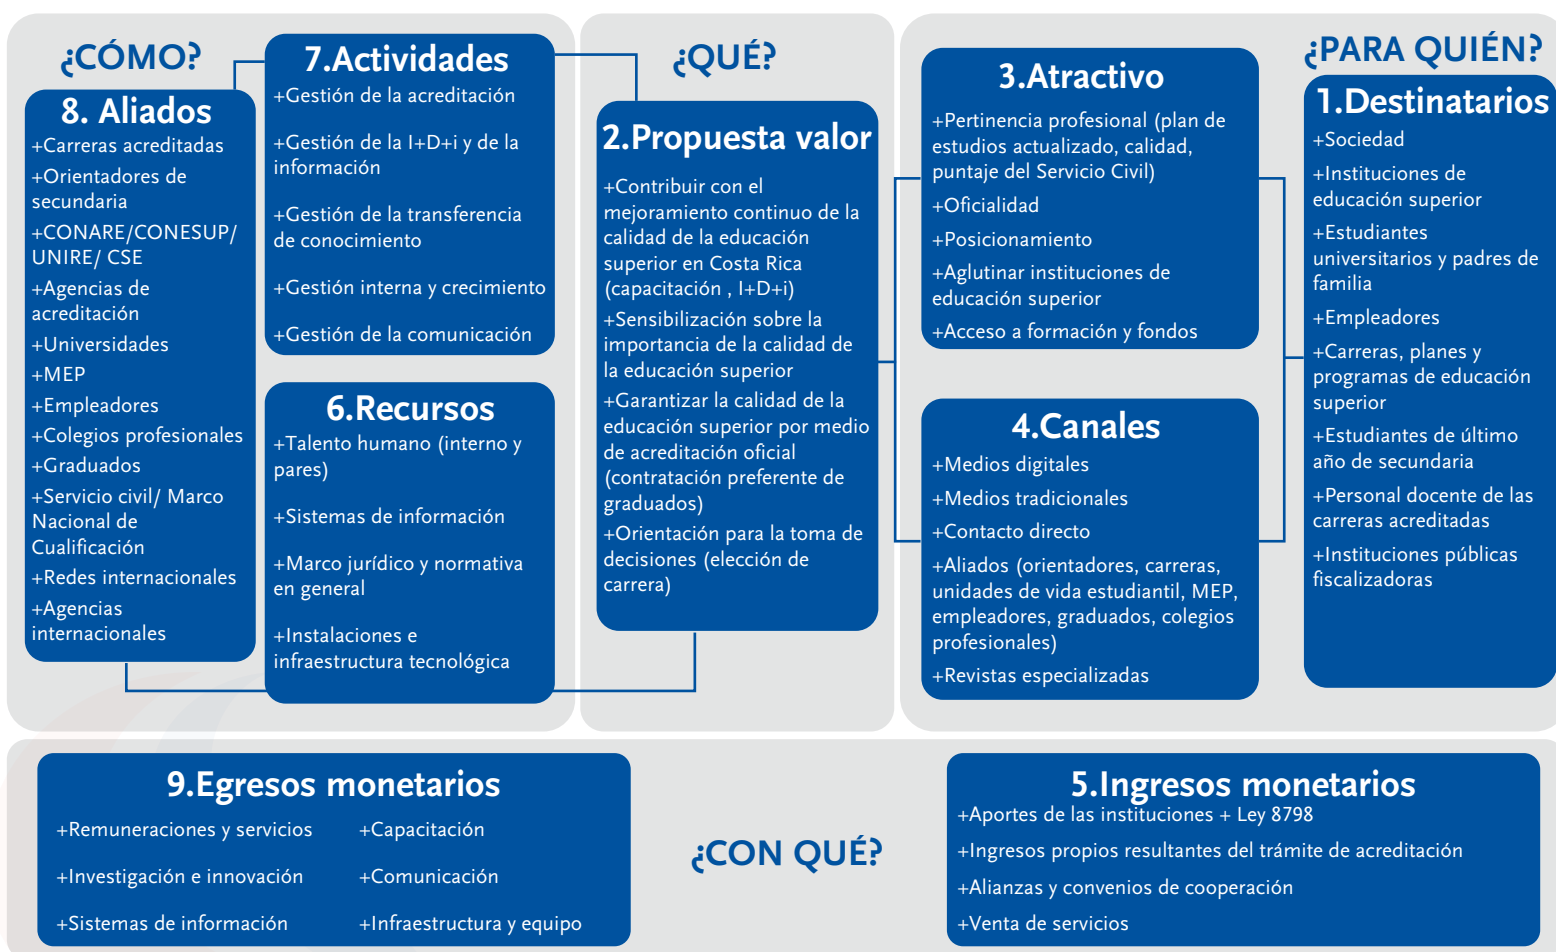 ¿CÓMO?
8. Aliados
+Carreras acreditadas
+Orientadores de
secundaria
+CONARE/CONESUP/
UNIRE/ CSE
+Agencias de
acreditación
+Universidades
+MEP
+Empleadores
+Colegios profesionales
+Graduados
+Servicio civil/ Marco
Nacional de
Cualificación
+Redes internacionales
+Agencias
internacionales
7.Actividades
+Gestión de la acreditación
+Gestión de la I+D+i y de la
información
+Gestión de la transferencia
de conocimiento
+Gestión interna y crecimiento
+Gestión de la comunicación
6.Recursos
+Talento humano (interno y
pares)
+Sistemas de información
+Marco jurídico y normativa
en general
+Instalaciones e
infraestructura tecnológica
¿QUÉ?
2.Propuesta valor
+Contribuir con el
mejoramiento continuo de la
calidad de la educación
superior en Costa Rica
(capacitación , I+D+i)
+Sensibilización sobre la
importancia de la calidad de
la educación superior
+Garantizar la calidad de la
educación superior por medio
de acreditación oficial
(contratación preferente de
graduados)
+Orientación para la toma de
decisiones (elección de
carrera)
¿PARA QUIÉN?
3.Atractivo
+Pertinencia profesional (plan de
estudios actualizado, calidad,
puntaje del Servicio Civil)
+Oficialidad
+Posicionamiento
+Aglutinar instituciones de
educación superior
+Acceso a formación y fondos
4.Canales
+Medios digitales
+Medios tradicionales
+Contacto directo
+Aliados (orientadores, carreras,
unidades de vida estudiantil, MEP,
empleadores, graduados, colegios
profesionales)
+Revistas especializadas
1.Destinatarios
+Sociedad
+Instituciones de
educación superior
+Estudiantes
universitarios y padres de
familia
+Empleadores
+Carreras, planes y
programas de educación
superior
+Estudiantes de último
año de secundaria
+Personal docente de las
carreras acreditadas
+Instituciones públicas
fiscalizadoras
9.Egresos monetarios
+Remuneraciones y servicios
+Investigación e innovación
+Sistemas de información
+Capacitación
+Comunicación
+Infraestructura y equipo
¿CON QUÉ?
5.Ingresos monetarios
+Aportes de las instituciones + Ley 8798
+Ingresos propios resultantes del trámite de acreditación
+Alianzas y convenios de cooperación
+Venta de servicios